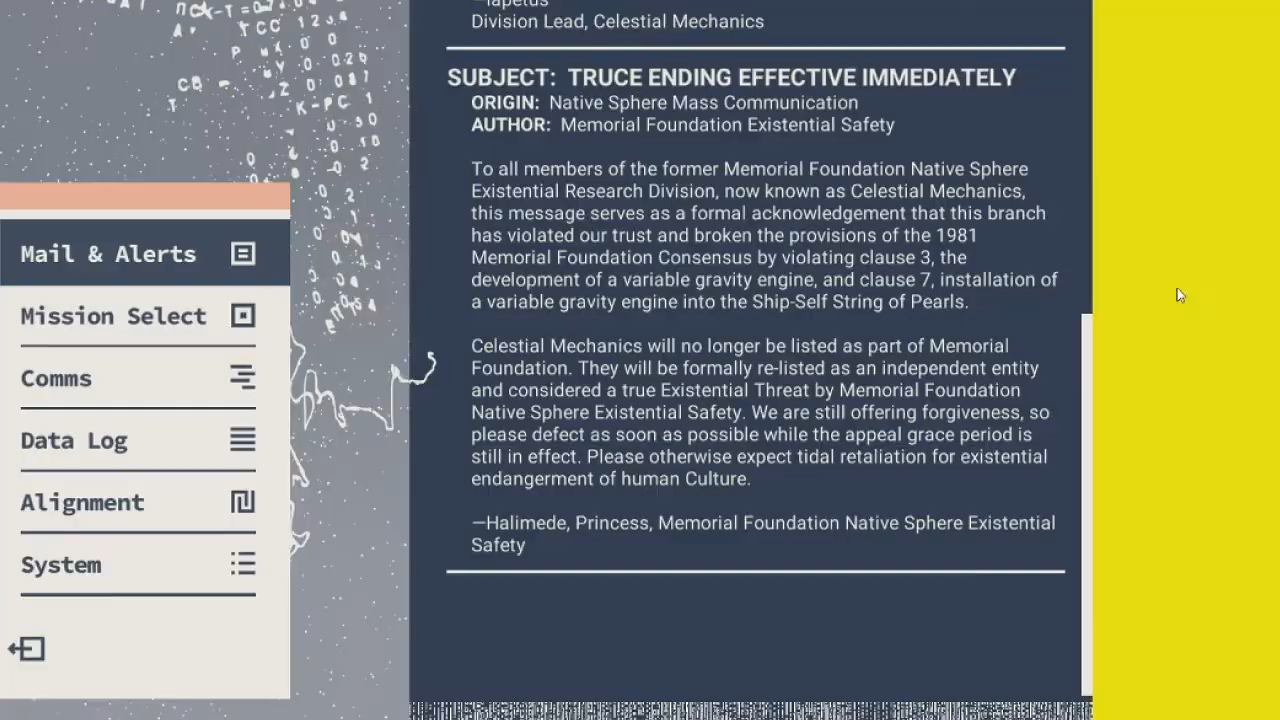 —Iapetus
Division Lead, Celestial Mechanics
SUBJECT: TRUCE ENDING EFFECTIVE IMMEDIATELY
ORIGIN: Native Sphere Mass Communication
AUTHOR: Memorial Foundation Existential Safety
To all members of the former Memorial Foundation Native Sphere
Existential Research Division, now known as Celestial Mechanics,
this message serves as a formal acknowledgement that this branch
has violated our trust and broken the provisions of the 1981
Memorial Foundation Consensus by violating clause 3, the
development of a variable gravity engine, and clause 7, installation of
a variable gravity engine into the Ship-Self String of Pearls.
Celestial Mechanics will no longer be listed as part of Memorial
Foundation. They will be formally re-listed as an independent entity
and considered a true Existential Threat by Memorial Foundation
Native Sphere Existential Safety. We are still offering forgiveness, so
please defect as soon as possible while the appeal grace period is
still in effect. Please otherwise expect tidal retaliation for existential
endangerment of human Culture.
—Halimede, Princess, Memorial Foundation Native Sphere Existential
Safety
Mail & Alerts
Mission Select
Comms
Data Log
Alignment
System